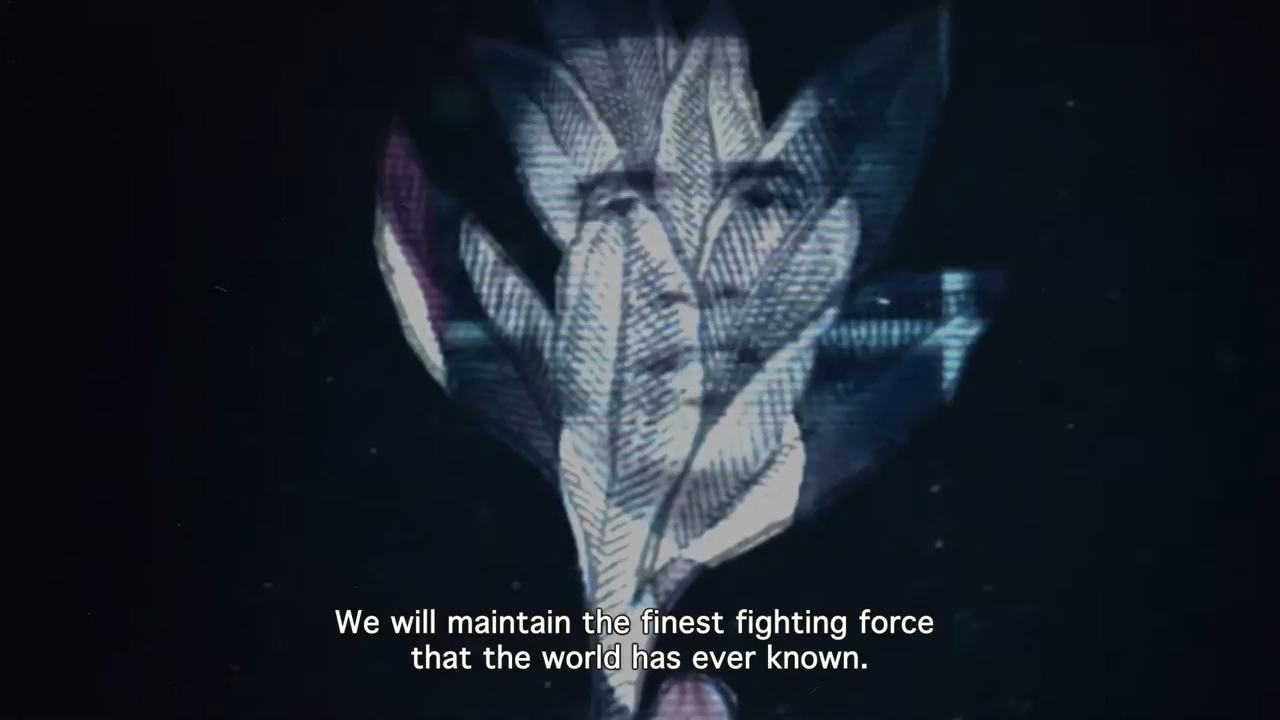 We will maintain the finest fighting force
that the world has ever known.